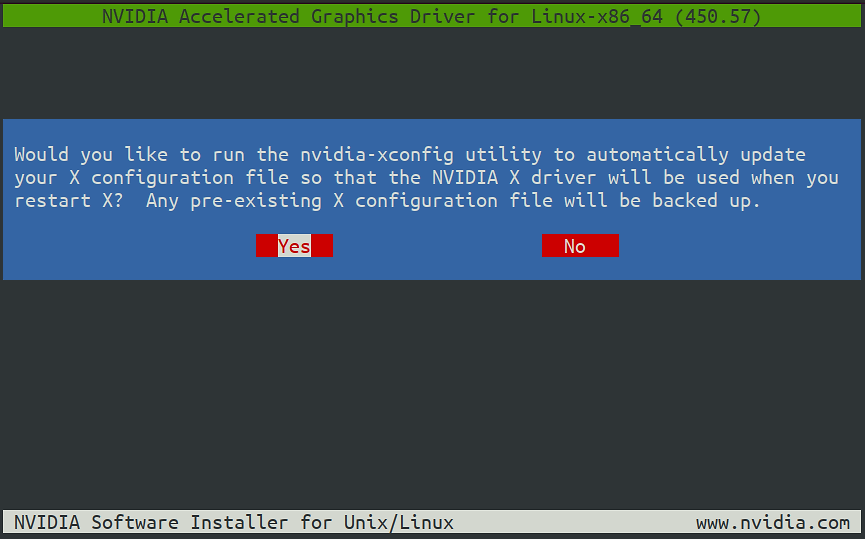 NVIDIA Accelerated Graphics Driver for Linux-x86_64 (450.57)
Would you like to run the nvidia-xconfig utility to automatically update
your X configuration file so that the NVIDIA X driver will be used when you
restart X?  Any pre-existing X configuration file will be backed up.
Yes No
NVIDIA Software Installer for Unix/Linux www.nvidia.com